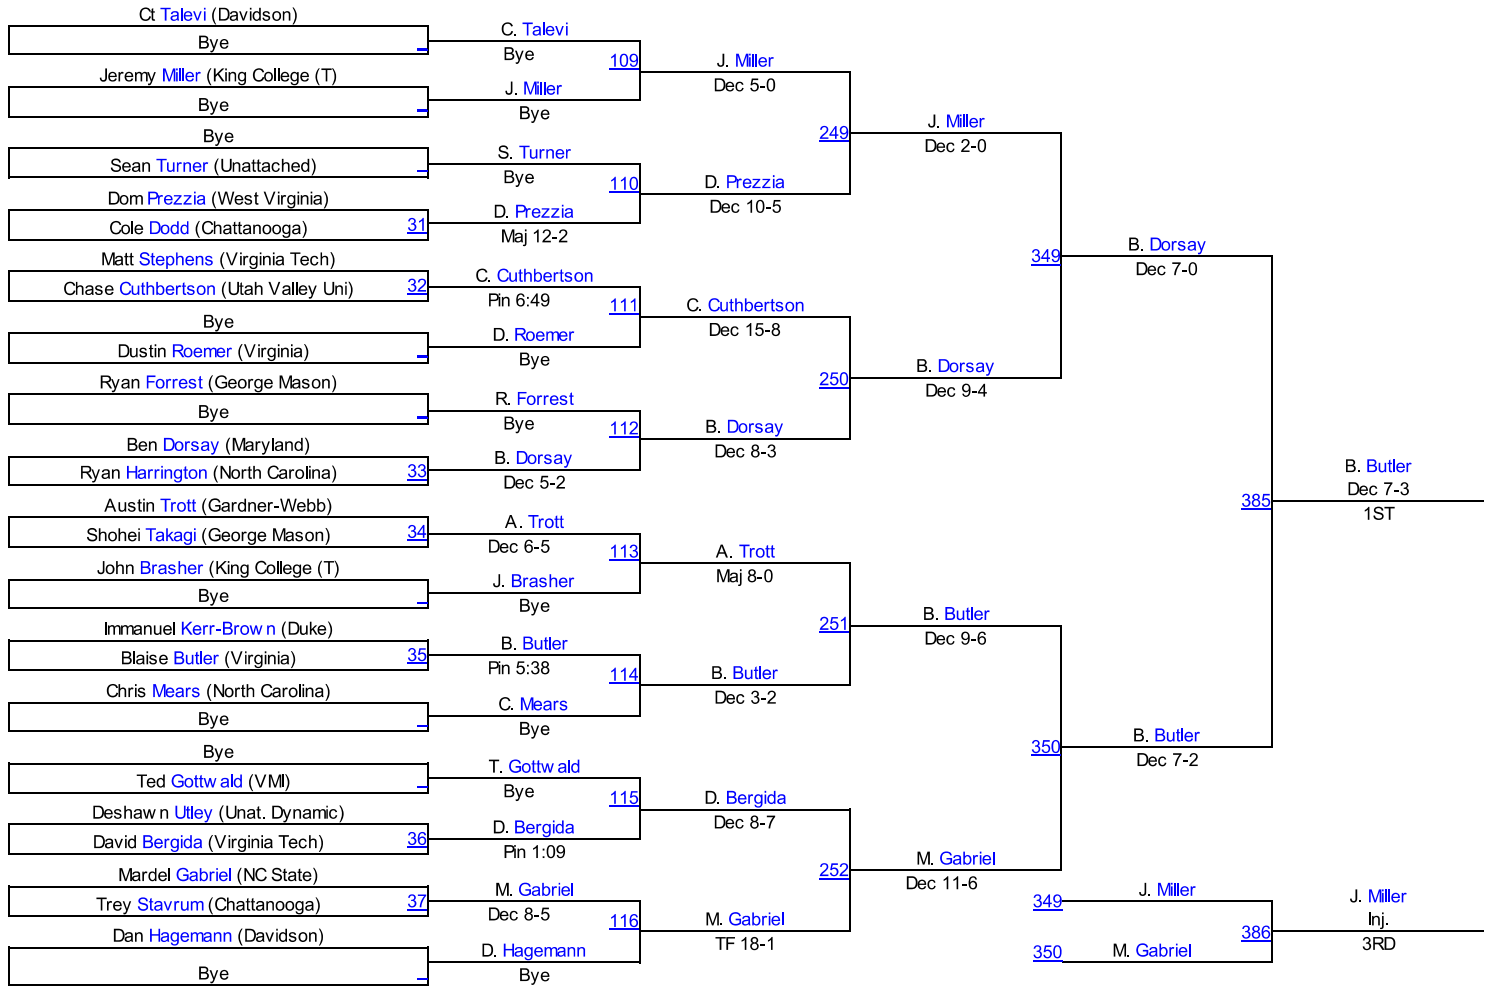 Ct Talevi (Davidson)
Bye
Jeremy Miller (King College (T)
Bye
Bye
Sean Turner (Unattached)
Dom Prezzia (West Virginia)
Cole Dodd (Chattanooga)
31
Matt Stephens (Virginia Tech)
Chase Cuthbertson (Utah Valley Uni)
32
Bye
Dustin Roemer (Virginia)
Ryan Forrest (George Mason)
Bye
Ben Dorsay (Maryland)
Ryan Harrington (North Carolina)
33
Austin Trott (Gardner-Webb)
Shohei Takagi (George Mason)
34
John Brasher (King College (T)
Bye
Immanuel Kerr-Brown (Duke)
Blaise Butler (Virginia)
35
Chris Mears (North Carolina)
Bye
Bye
Ted Gottwald (VMI)
Deshawn Utley (Unat. Dynamic)
David Bergida (Virginia Tech)
36
Mardel Gabriel (NC State)
Trey Stavrum (Chattanooga)
37
Dan Hagemann (Davidson)
Bye
C. Talevi
Bye
109
J. Miller
Bye
S. Turner
Bye
110
D. Prezzia
Maj 12-2
C. Cuthbertson
Pin 6:49
111
D. Roemer
Bye
R. Forrest
Bye
112
B. Dorsay
Dec 5-2
A. Trott
Dec 6-5
113
J. Brasher
Bye
B. Butler
Pin 5:38
114
C. Mears
Bye
T. Gottwald
Bye
115
D. Bergida
Pin 1:09
M. Gabriel
Dec 8-5
116
D. Hagemann
Bye
J. Miller
Dec 5-0
249
D. Prezzia
Dec 10-5
C. Cuthbertson
Dec 15-8
250
B. Dorsay
Dec 8-3
A. Trott
Maj 8-0
251
B. Butler
Dec 3-2
D. Bergida
Dec 8-7
252
M. Gabriel
TF 18-1
J. Miller
Dec 2-0
349
B. Dorsay
Dec 9-4
B. Butler
Dec 9-6
350
M. Gabriel
Dec 11-6
B. Dorsay
Dec 7-0
385
B. Butler
Dec 7-2
B. Butler
Dec 7-3
1ST
349
J. Miller
386
350
M. Gabriel
J. Miller
Inj.
3RD